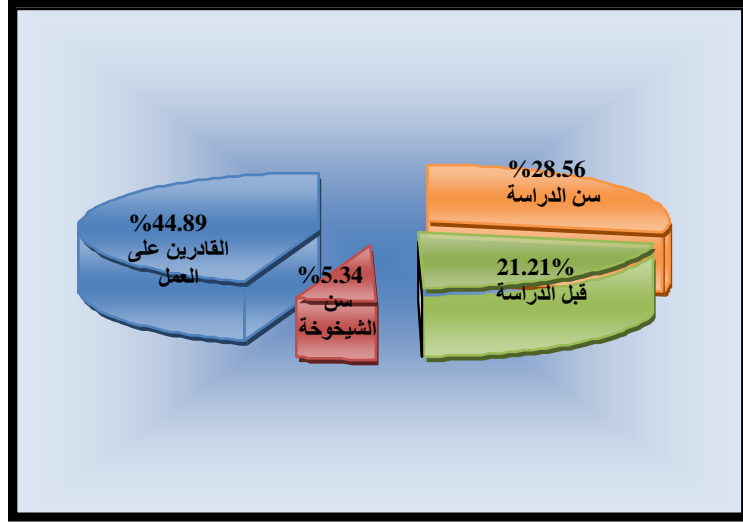 %28.56
سن الدراسة
%44.89
القادرين على
العمل
21.21%
قبل الدراسة
%5.34
سن
الشيخوخة